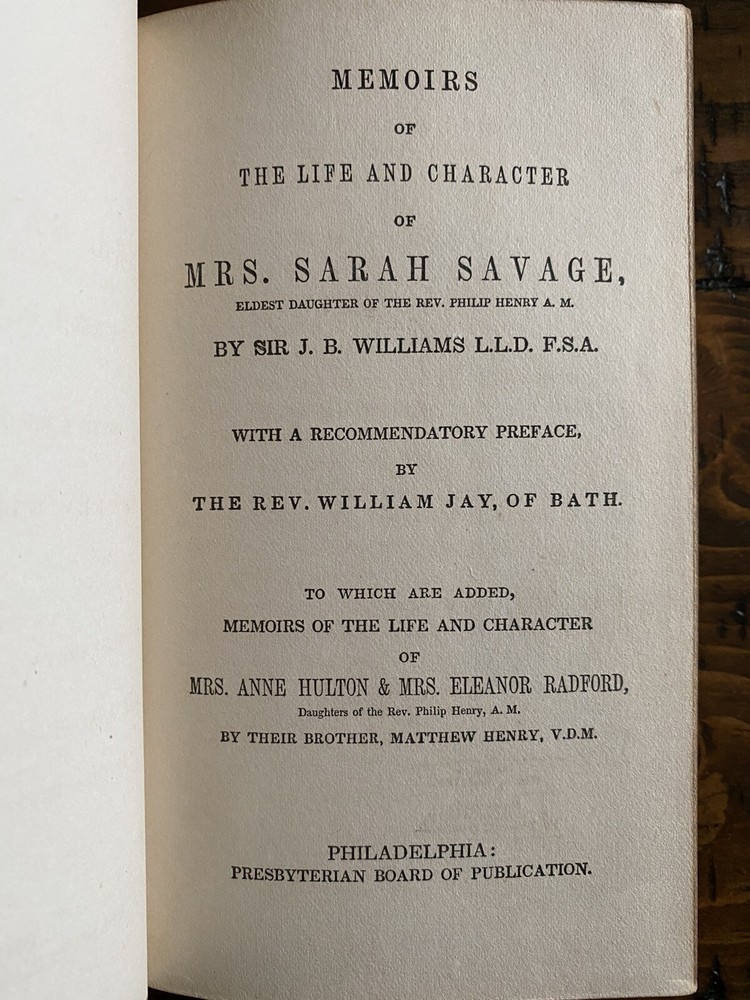 MEMOIRS
OF
THE LIFE AND CHARACTER
OF
MRS. SARAH SAVAGE,
ELDEST DAUGHTER OF THE REV. PHILIP HENRY A. M.
BY SIR J. B. WILLIAMS L.L.D. F.S.A.
WITH A RECOMMENDATORY PREFACE,
BY
THE REV. WILLIAM JAY, OF BATH.
TO WHICH ARE ADDED,
MEMOIRS OF THE LIFE AND CHARACTER
OF
MRS. ANNE HULTON & MRS. ELEANOR RADFORD,
Daughters of the Rev. Philip Henry, A. M.
BY THEIR BROTHER, MATTHEW HENRY, V.D.M.
PHILADELPHIA:
PRESBYTERIAN BOARD OF PUBLICATION.